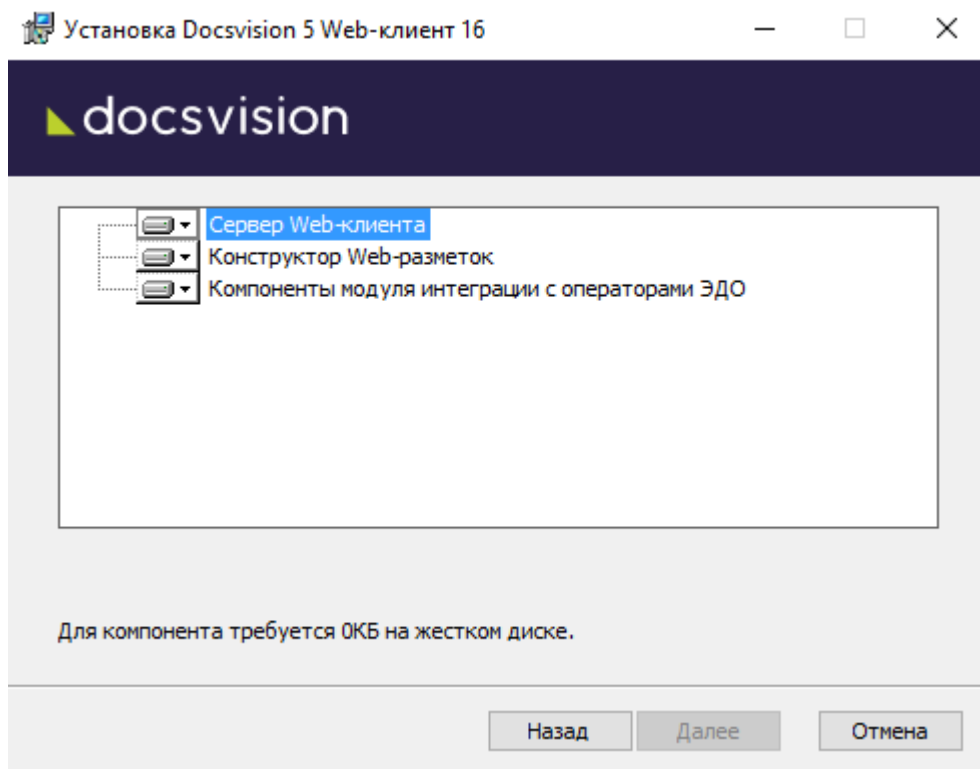 Установка Docsvision 5 Web-клиент 16
docsvision
Сервер Web-клиента
Конструктор Web-разметок
Компоненты модуля интеграции с операторами ЭДО
Для компонента требуется 0КБ на жестком диске.
Назад
Далее
Отмена